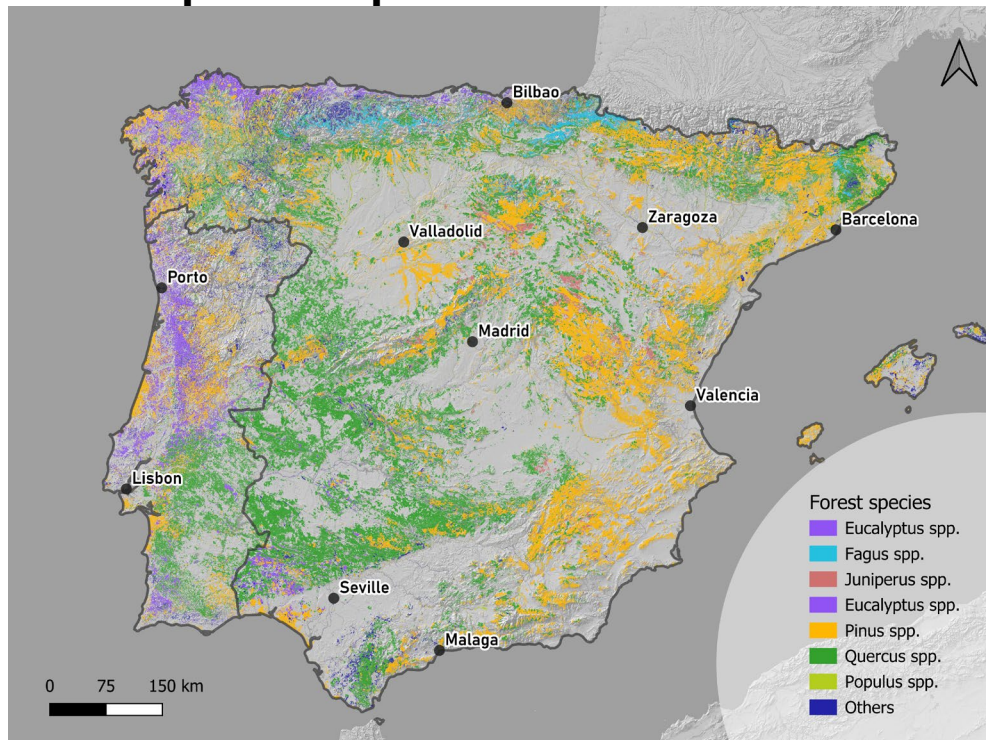 Bilbao
Zaragoza
Barcelona
Valladolid
Porto
Madrid
Valencia
Lisbon
Seville
Malaga
Forest species
Eucalyptus spp.
Fagus spp.
Juniperus spp.
Eucalyptus spp.
Pinus spp.
Quercus spp.
Populus spp.
Others
0 75 150 km